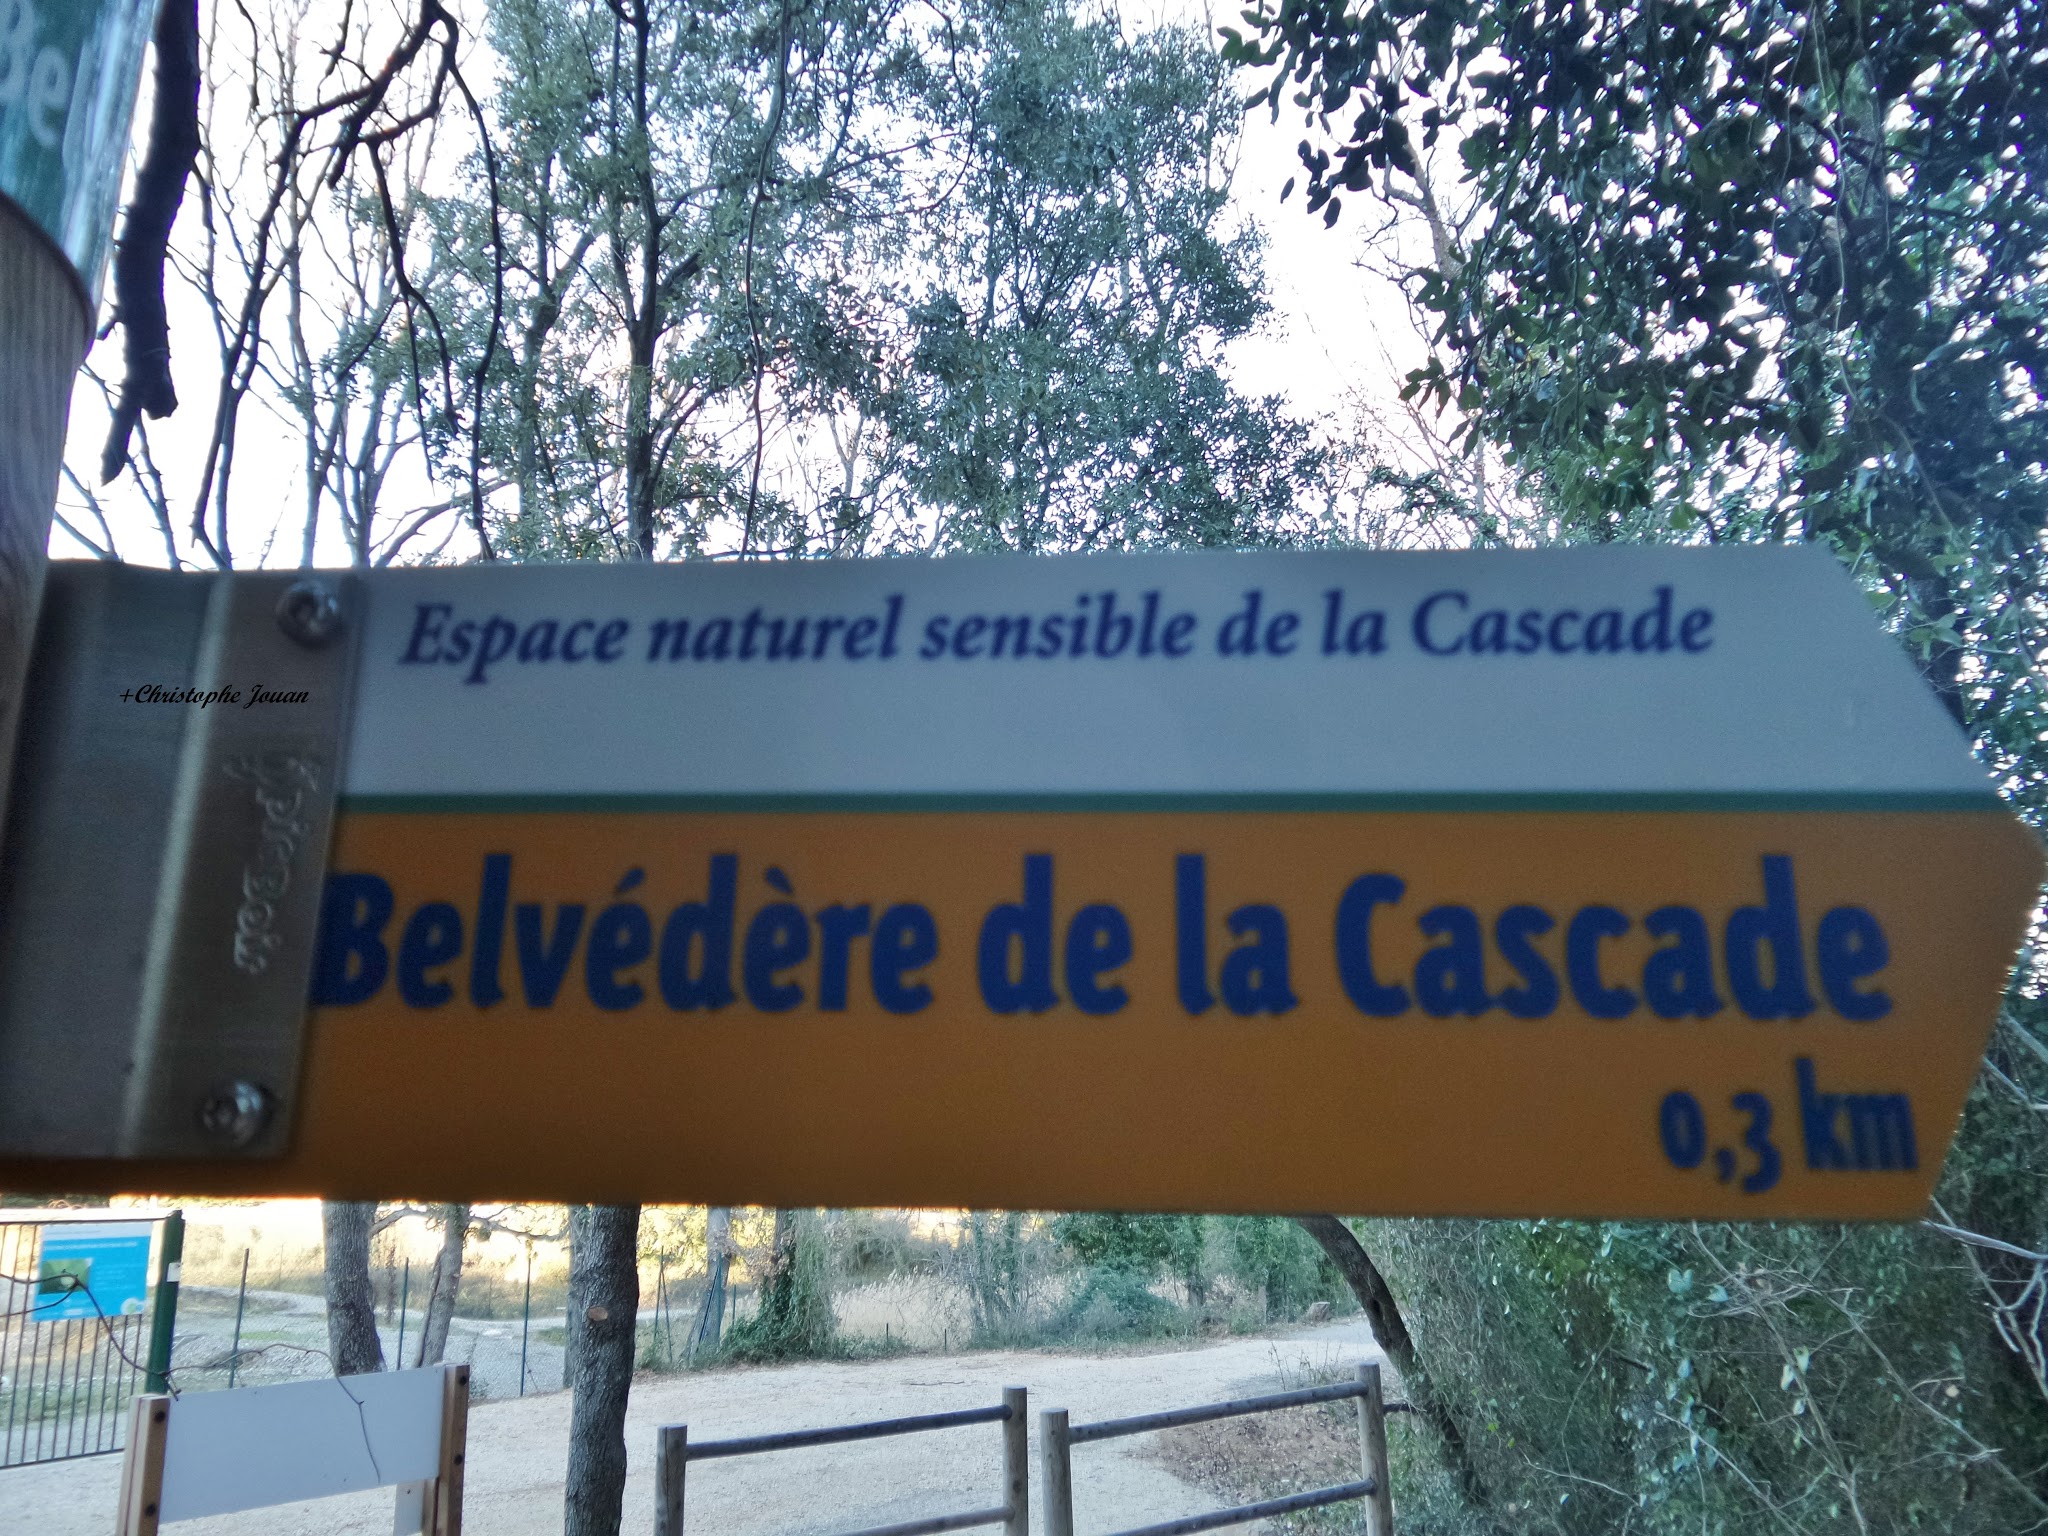 Espace naturel sensible de la Cascade
+Christophe Jouan
Belvédère de la Cascade
0,3 km